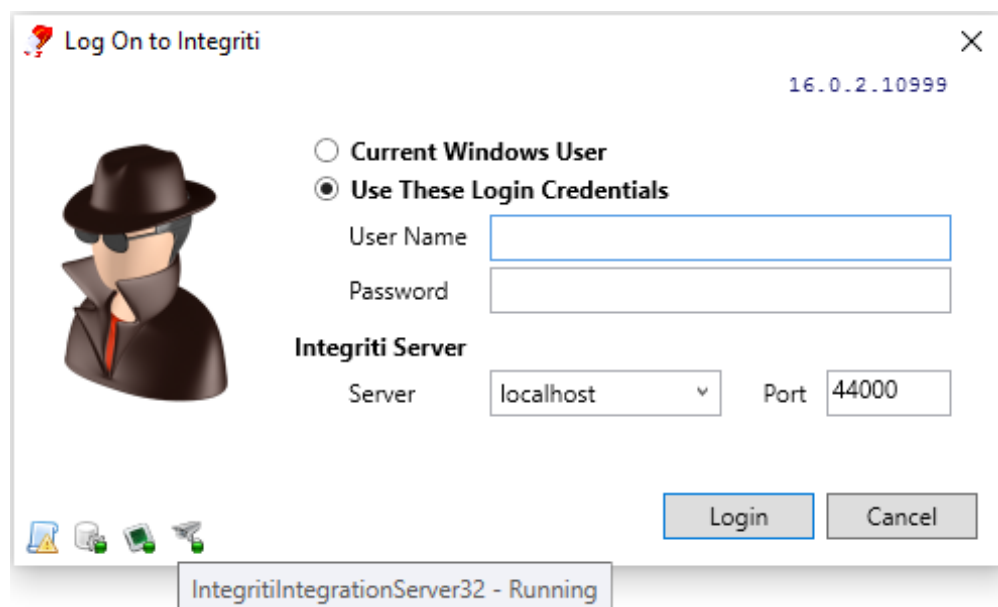 Log On to Integriti
16.0.2.10999
Current Windows User
Use These Login Credentials
User Name
Password
Integriti Server
Server localhost Port 44000
Login Cancel
IntegritiIntegrationServer32 - Running